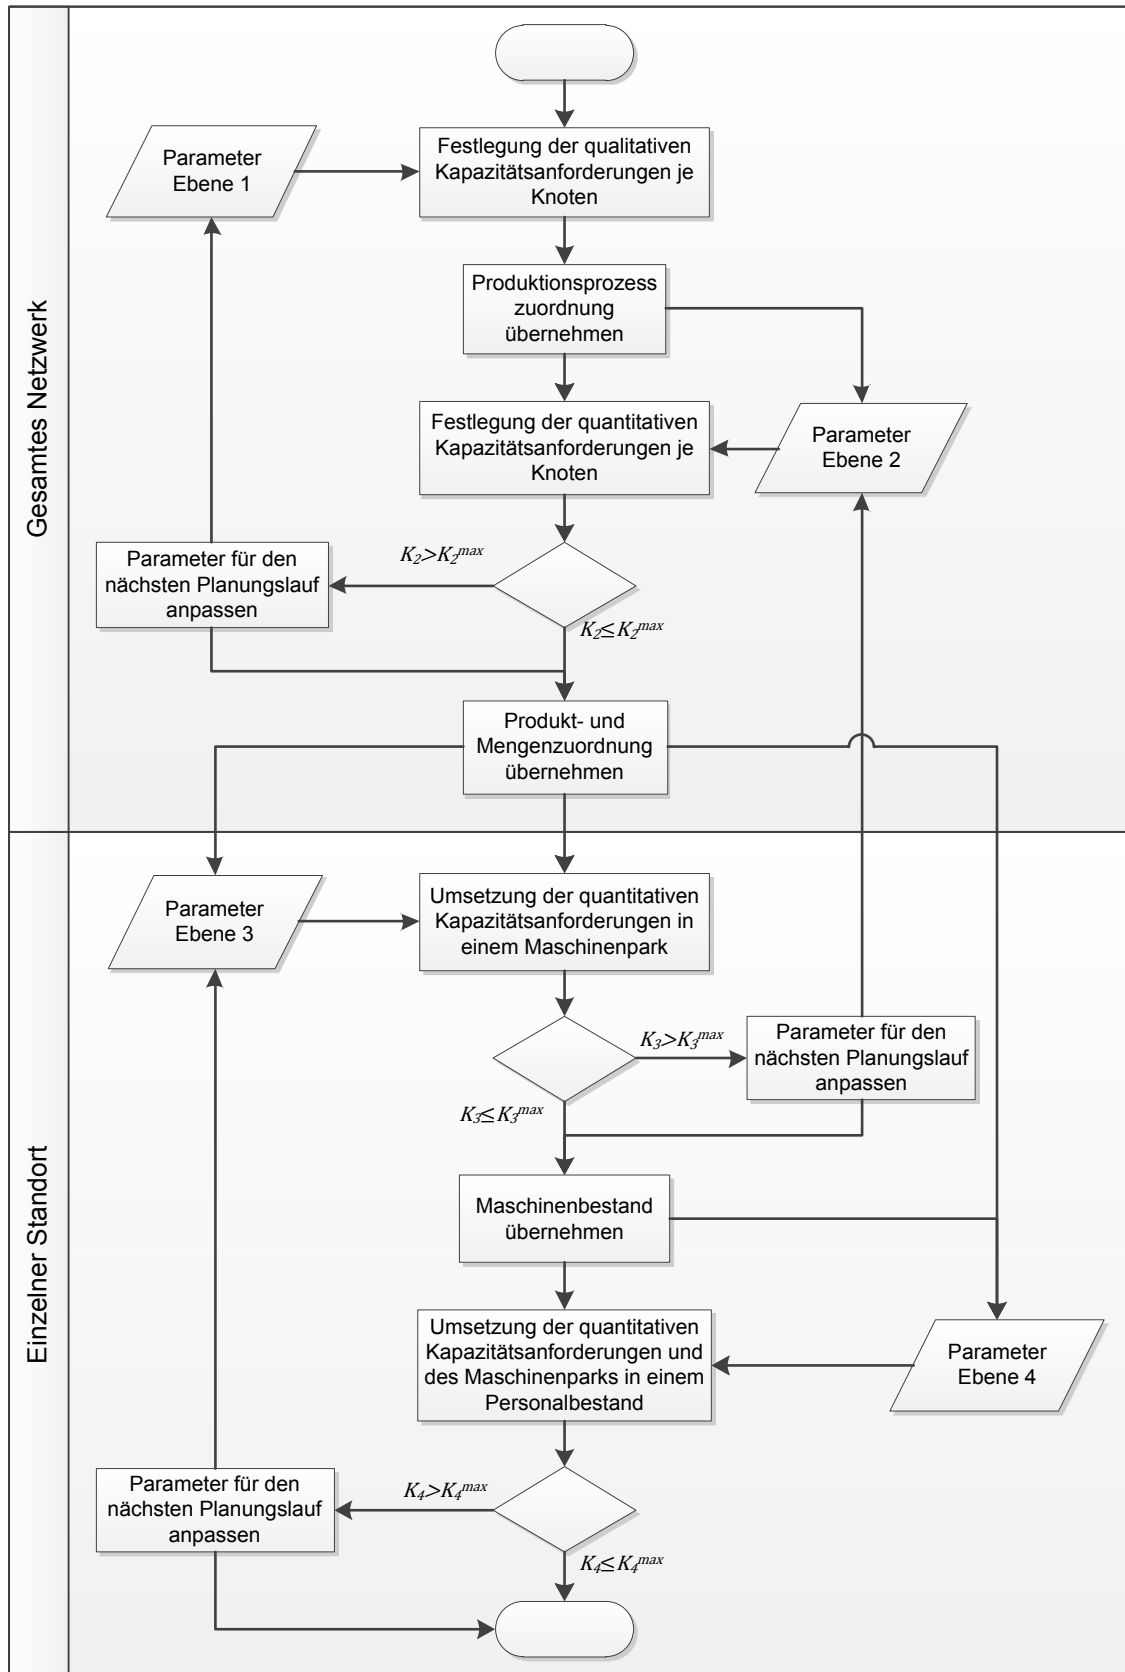 Gesamtes Netzwerk
Parameter
Ebene 1
Festlegung der qualitativen
Kapazitätsanforderungen je
Knoten
Produktionsprozess
zuordnung
übernehmen
Festlegung der quantitativen
Kapazitätsanforderungen je
Knoten
Parameter
Ebene 2
K₂>K₂ᵐᵃˣ
Parameter für den
nächsten Planungslauf
anpassen
K₂≤K₂ᵐᵃˣ
Produkt- und
Mengenzuordnung
übernehmen
Einzelner Standort
Parameter
Ebene 3
Umsetzung der quantitativen
Kapazitätsanforderungen in
einem Maschinenpark
K₃>K₃ᵐᵃˣ
Parameter für den
nächsten Planungslauf
anpassen
K₃≤K₃ᵐᵃˣ
Maschinenbestand
übernehmen
Umsetzung der quantitativen
Kapazitätsanforderungen und
des Maschinenparks in einem
Personalbestand
Parameter
Ebene 4
K₄>K₄ᵐᵃˣ
Parameter für den
nächsten Planungslauf
anpassen
K₄≤K₄ᵐᵃˣ